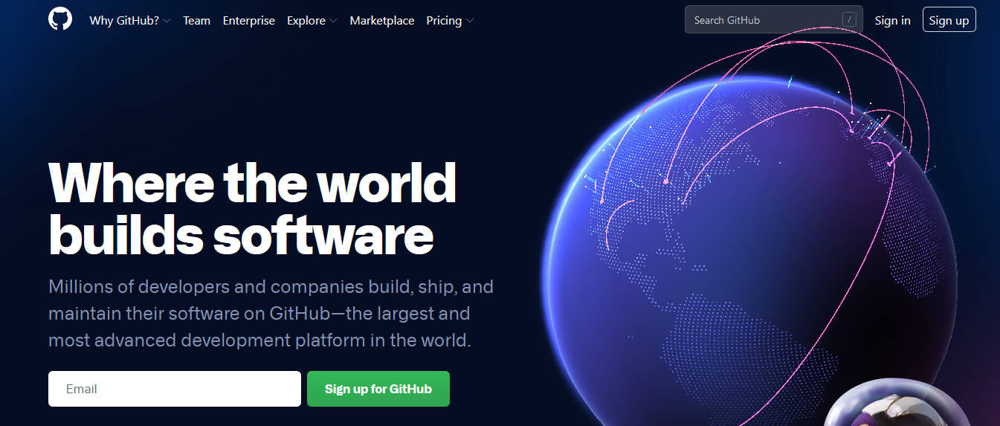 Why GitHub? Team Enterprise Explore Marketplace Pricing Search GitHub / Sign in Sign up
Where the world
builds software
Millions of developers and companies build, ship, and
maintain their software on GitHub—the largest and
most advanced development platform in the world.
Email Sign up for GitHub